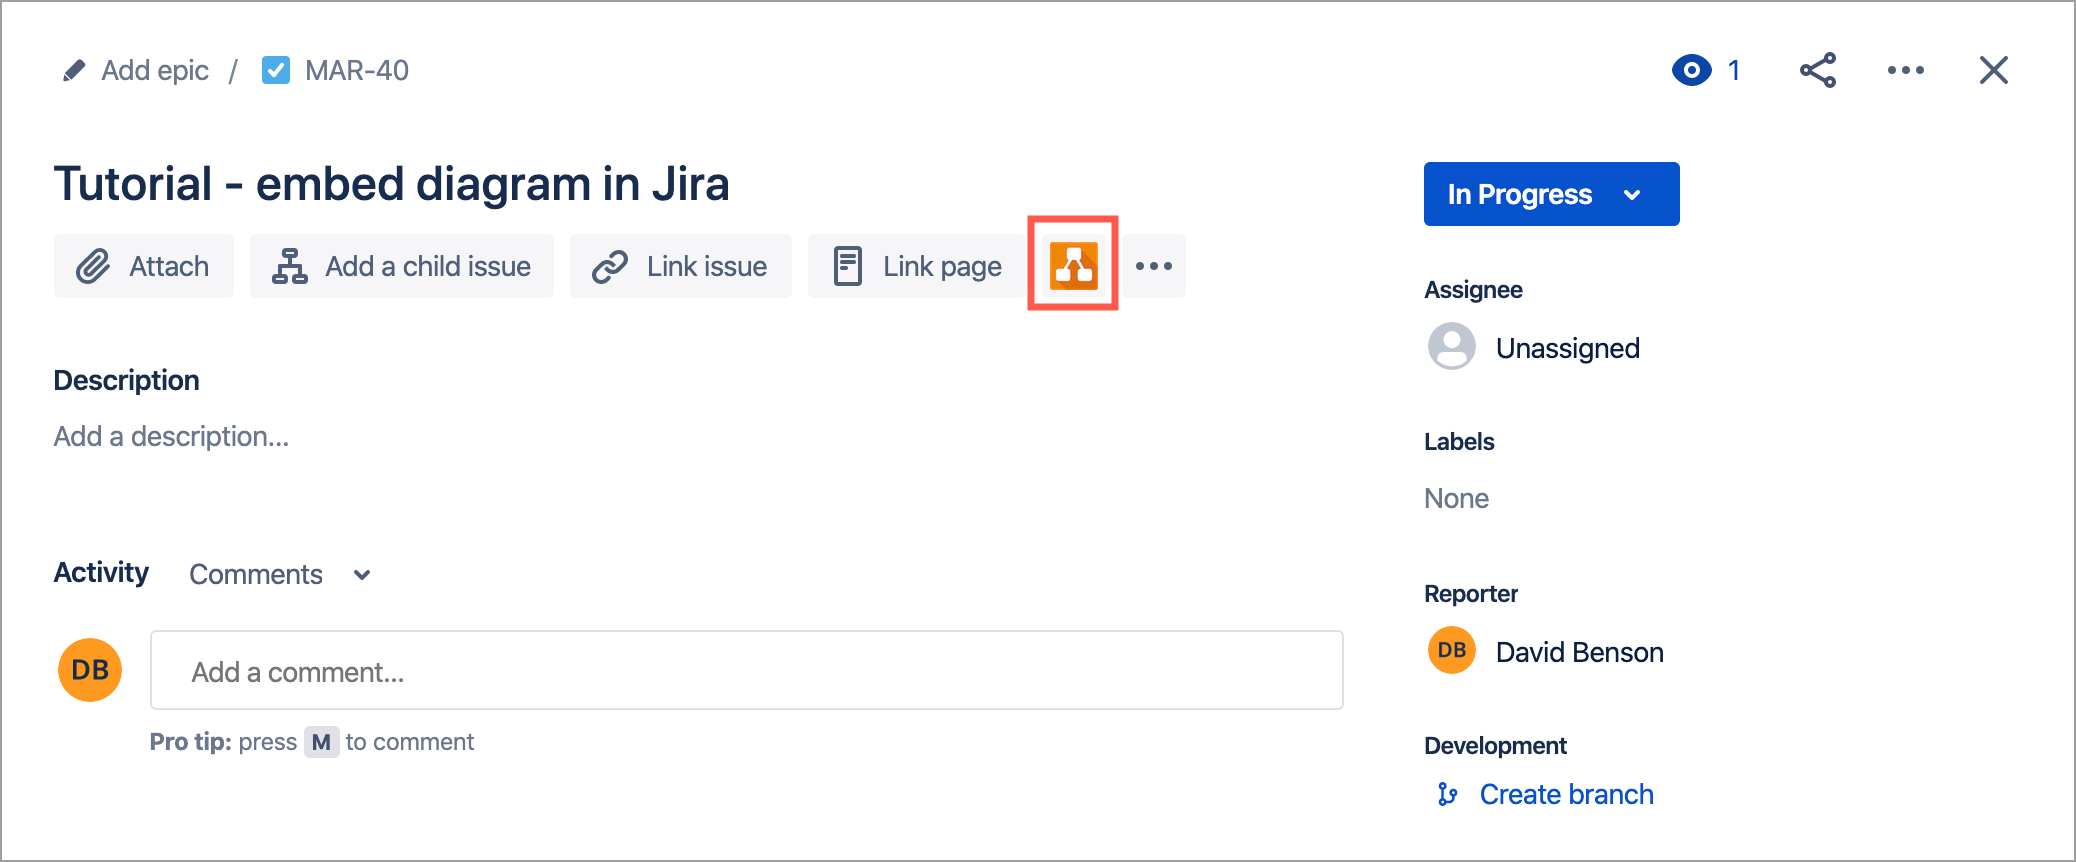 Add epic / MAR-40
1
Tutorial - embed diagram in Jira
Attach
Add a child issue
Link issue
Link page
Description
Add a description...
Activity
Comments
DB
Add a comment...
Pro tip: press M to comment
In Progress
Assignee
Unassigned
Labels
None
Reporter
DB
David Benson
Development
Create branch